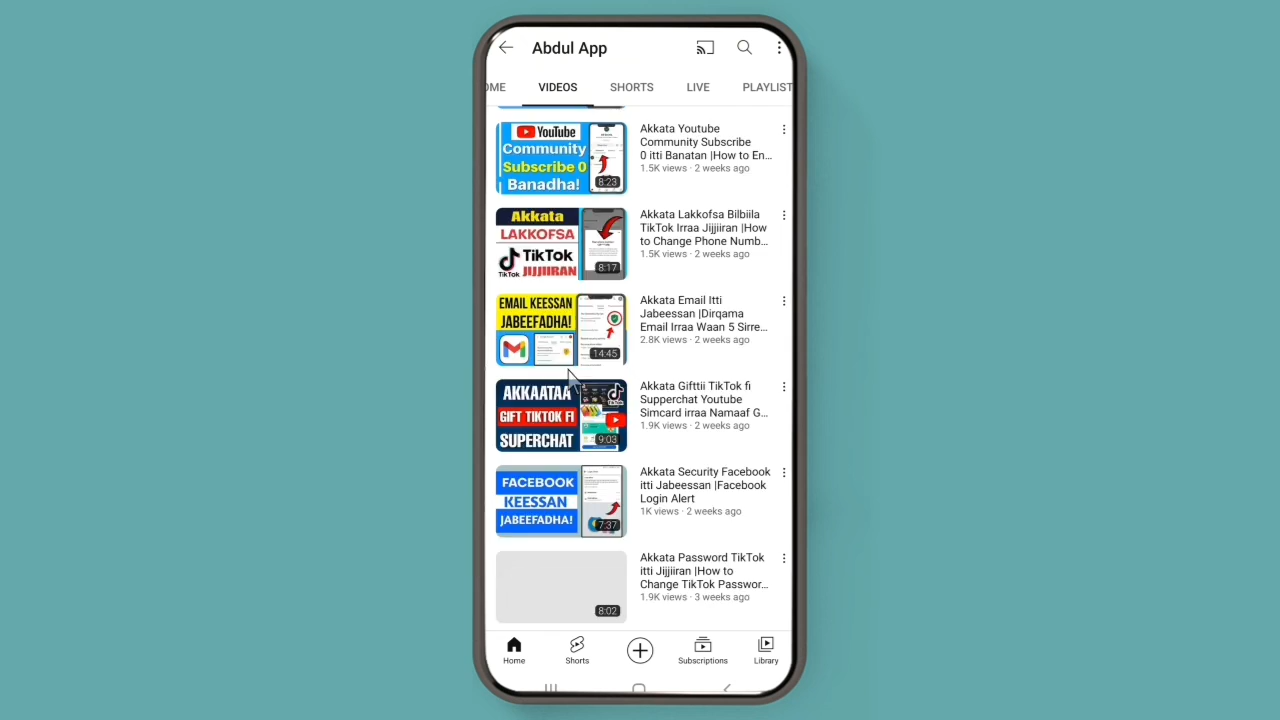 Abdul App
OME VIDEOS SHORTS LIVE PLAYLIST
YouTube
Community
Subscribe 0
Banadha!
8:23
Akkata Youtube
Community Subscribe
0 itti Banatan |How to En...
1.5K views · 2 weeks ago
Akkata
LAKKOFSA
TikTok
TikTok JIJJIIRAN
8:17
Akkata Lakkofsa Bilbiila
TikTok Irraa Jijjiiran |How
to Change Phone Numb...
1.5K views · 2 weeks ago
EMAIL KEESSAN
JABEEFADHA!
14:45
Akkata Email Itti
Jabeessan |Dirqama
Email Irraa Waan 5 Sirre...
2.8K views · 2 weeks ago
AKKAATAA
GIFT TIKTOK FI
SUPERCHAT
TikTok
9:03
Akkata Gifttii TikTok fi
Supperchat Youtube
Simcard irraa Namaaf G...
1.9K views · 2 weeks ago
FACEBOOK
KEESSAN
JABEEFADHA!
7:37
Akkata Security Facebook
itti Jabeessan |Facebook
Login Alert
1K views · 2 weeks ago
8:02
Akkata Password TikTok
itti Jijjiiran |How to
Change TikTok Passwor...
1.9K views · 3 weeks ago
Home Shorts Subscriptions Library